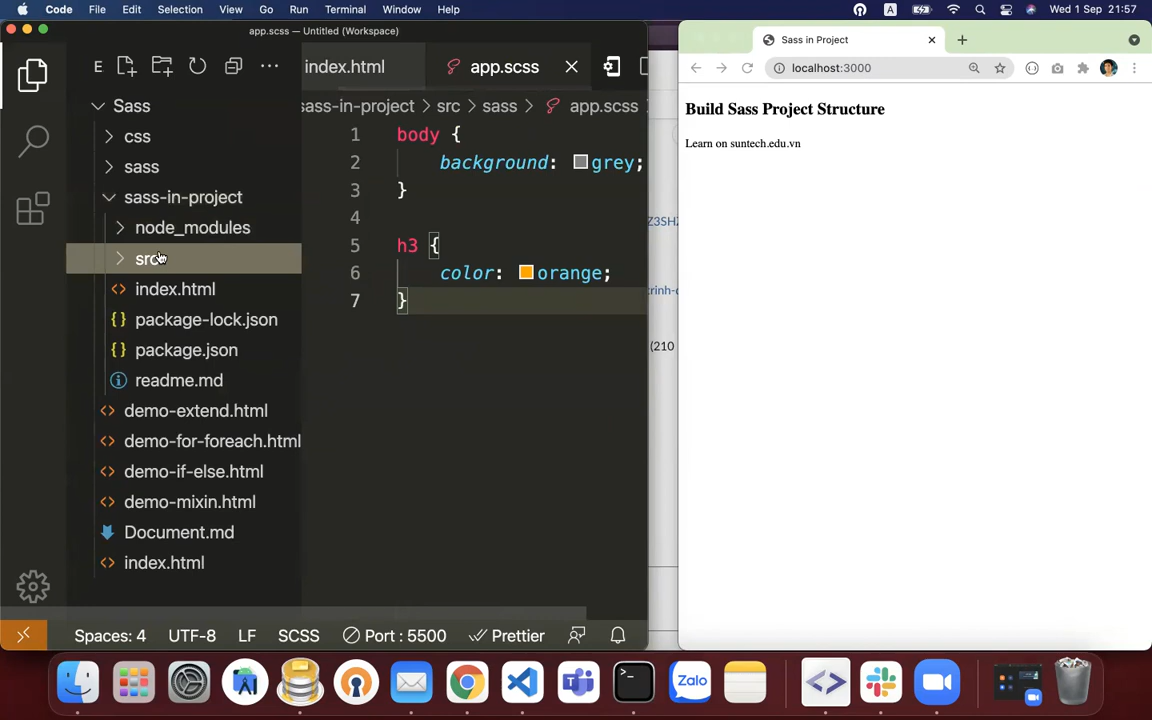 Code File Edit Selection View Go Run Terminal Window Help A Wed 1 Sep 21:57
app.scss — Untitled (Workspace)
E
index.html app.scss
Sass
css
sass
sass-in-project
node_modules
src
index.html
package-lock.json
package.json
readme.md
demo-extend.html
demo-for-foreach.html
demo-if-else.html
demo-mixin.html
Document.md
index.html
sass-in-project > src > sass > app.scss
1 body {
2 background: grey;
3 }
4
5 h3 {
6 color: orange;
7 }
Spaces: 4 UTF-8 LF SCSS Port : 5500 Prettier
(210
Sass in Project
localhost:3000
Build Sass Project Structure
Learn on suntech.edu.vn
Zalo